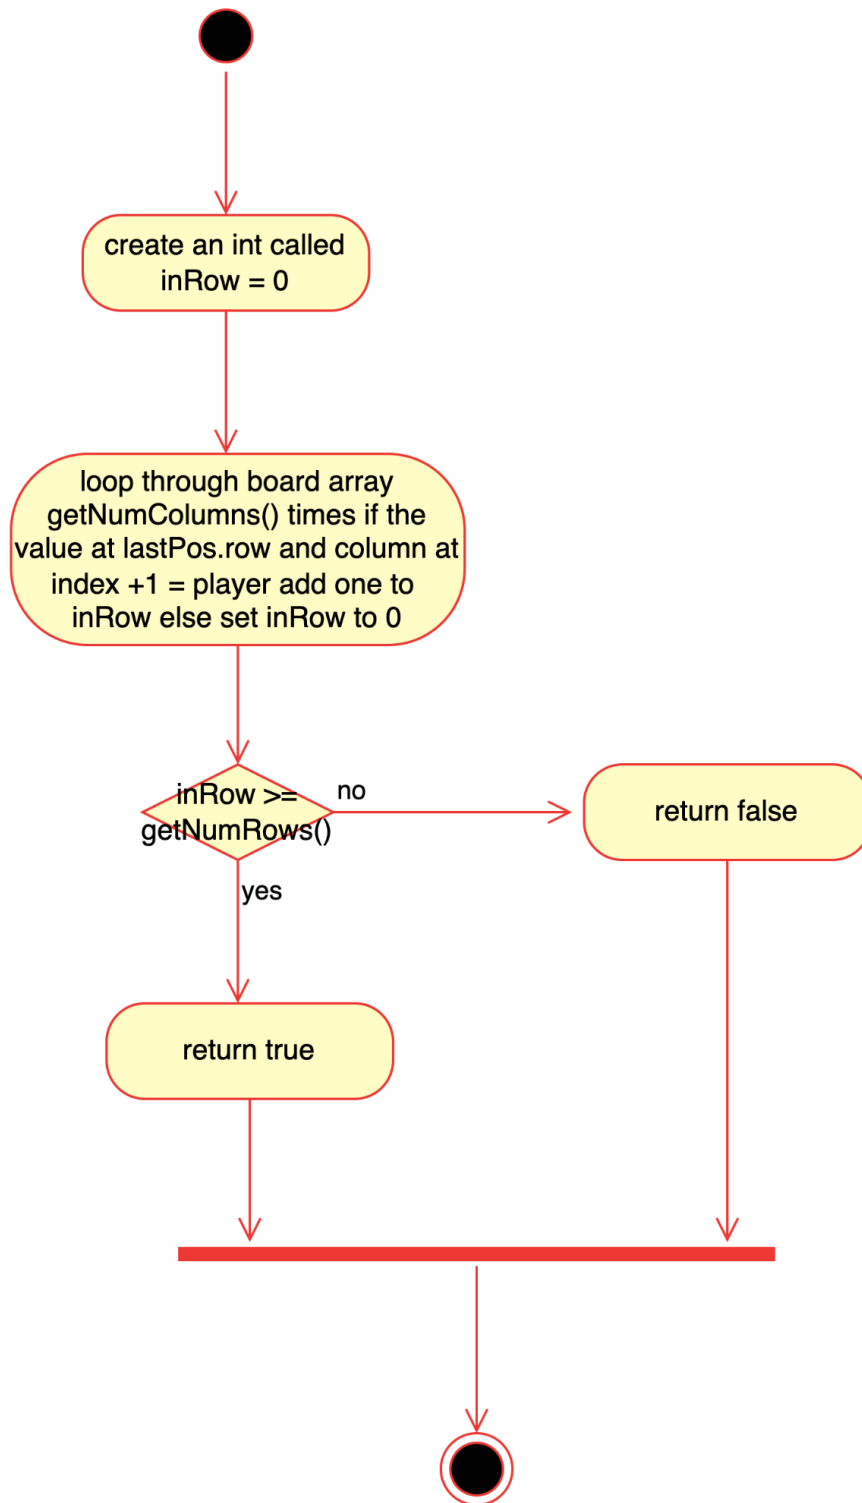 create an int called
inRow = 0
loop through board array
getNumColumns() times if the
value at lastPos.row and column at
index +1 = player add one to
inRow else set inRow to 0
inRow >=
getNumRows()
no
return false
yes
return true